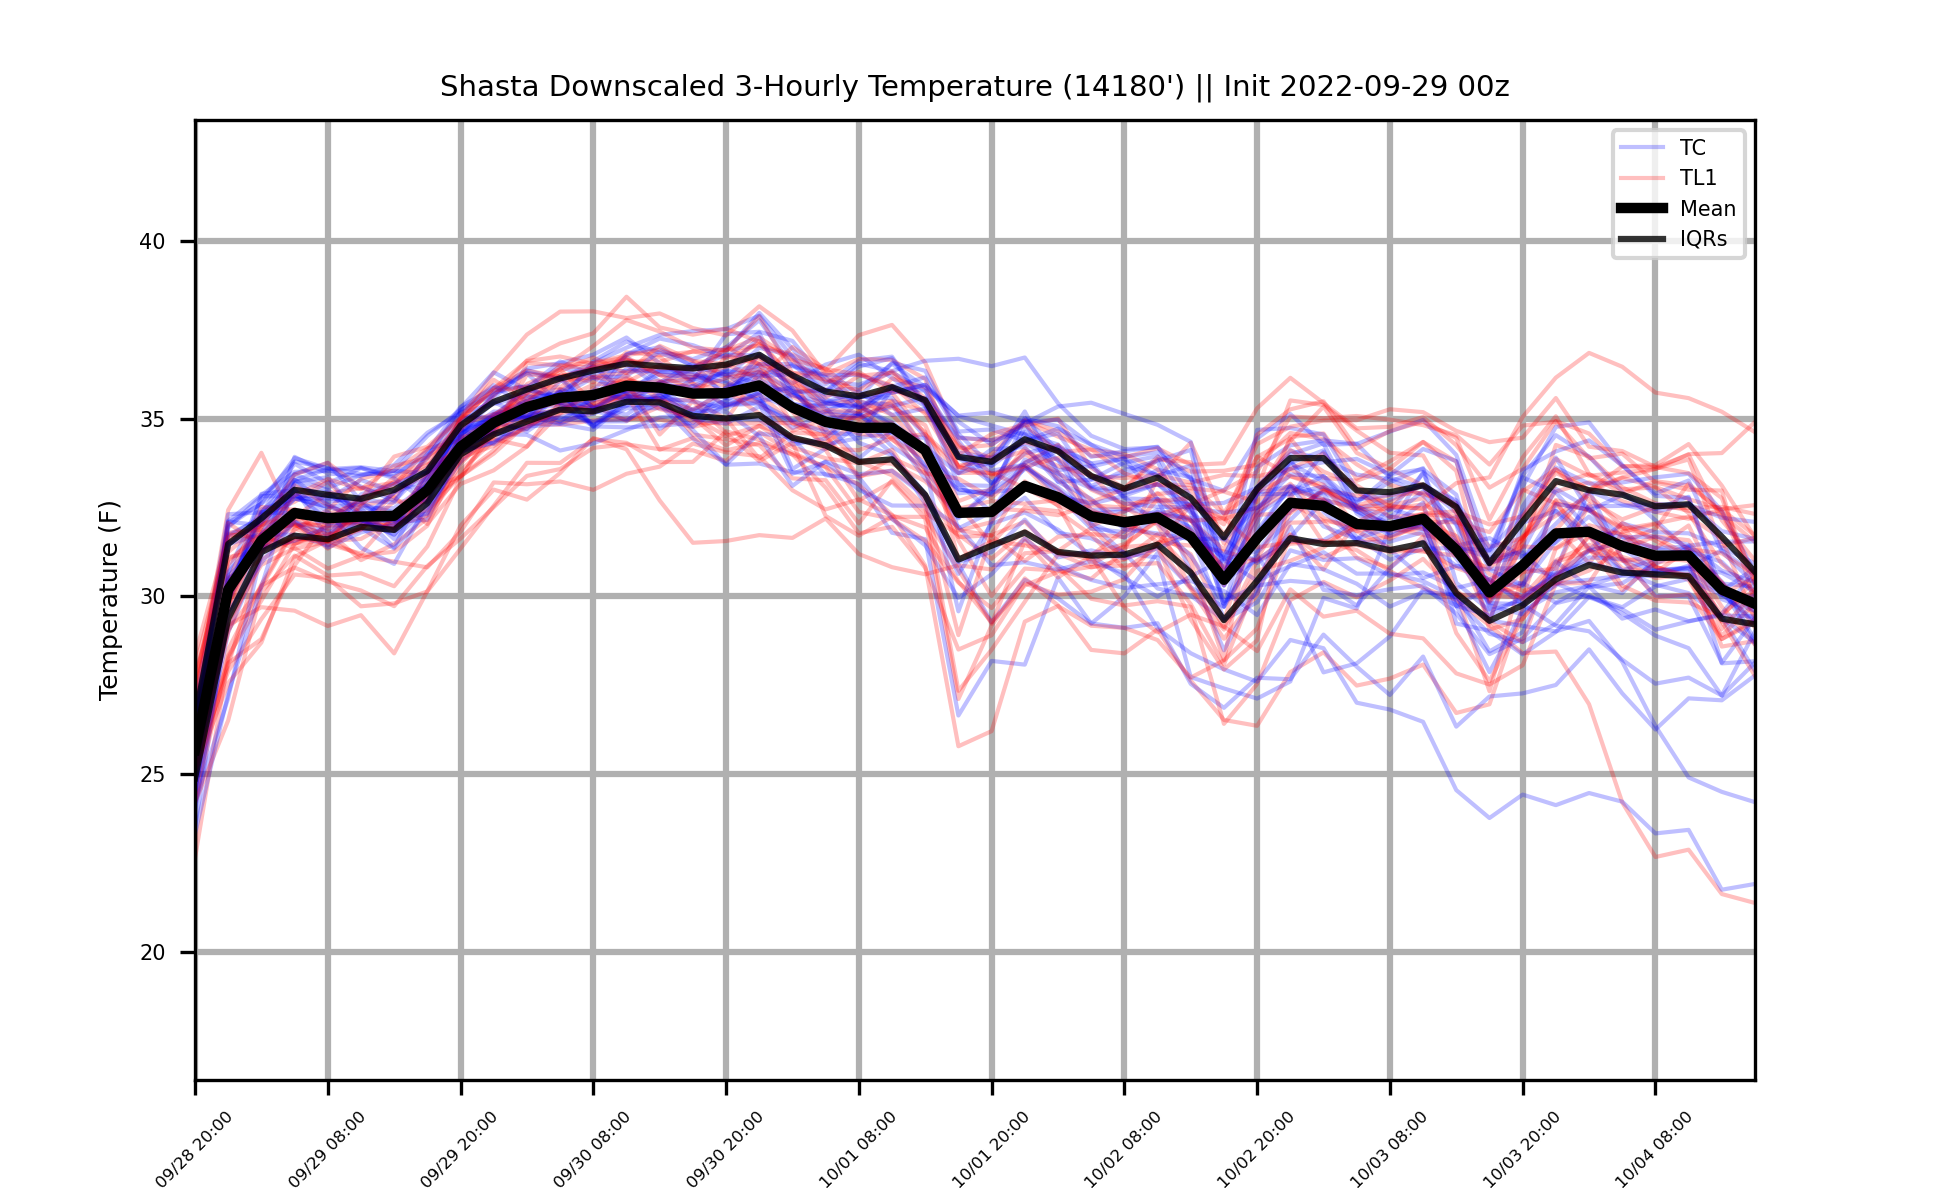 Shasta Downscaled 3-Hourly Temperature (14180') || Init 2022-09-29 00z
TC
TL1
Mean
IQRs
Temperature (F)
40
35
30
25
20
09/28 20:00
09/29 08:00
09/29 20:00
09/30 08:00
09/30 20:00
10/01 08:00
10/01 20:00
10/02 08:00
10/02 20:00
10/03 08:00
10/03 20:00
10/04 08:00